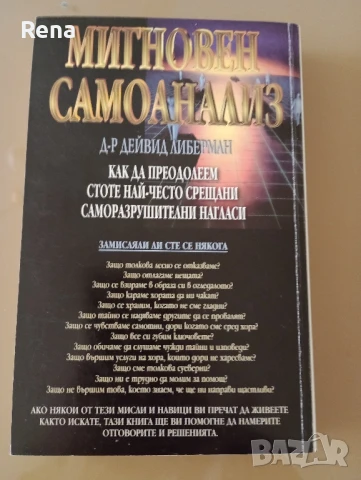 Rena
МИГНОВЕН
САМОАНАЛИЗ
Д-Р ДЕЙВИД ЛИБЕРМАН
КАК ДА ПРЕОДОЛЕЕМ
СТОТЕ НАЙ-ЧЕСТО СРЕЩАНИ
САМОРАЗРУШИТЕЛНИ НАГЛАСИ
ЗАМИСЛЯЛИ ЛИ СТЕ СЕ НЯКОГА
Защо толкова лесно се отказваме?
Защо отлагаме нещата?
Защо се взираме в образа си в огледалото?
Защо караме хората да ни чакат?
Защо се храним, когато не сме гладни?
Защо тайно се надяваме другите да се провалят?
Защо се чувстваме самотни, дори когато сме сред хора?
Защо все си губим ключовете?
Защо обичаме да слушаме чужди тайни и изповеди?
Защо вършим услуги на хора, които дори не харесваме?
Защо сме толкова суеверни?
Защо ни е трудно да молим за помощ?
Защо не вършим това, което знаем, че ще ни направи щастливи?
АКО НЯКОИ ОТ ТЕЗИ МИСЛИ И НАВИЦИ ВИ ПРЕЧАТ ДА ЖИВЕЕТЕ
КАКТО ИСКАТЕ, ТАЗИ КНИГА ЩЕ ВИ ПОМОГНЕ ДА НАМЕРИТЕ
ОТГОВОРИТЕ И РЕШЕНИЯТА.
BAZAR